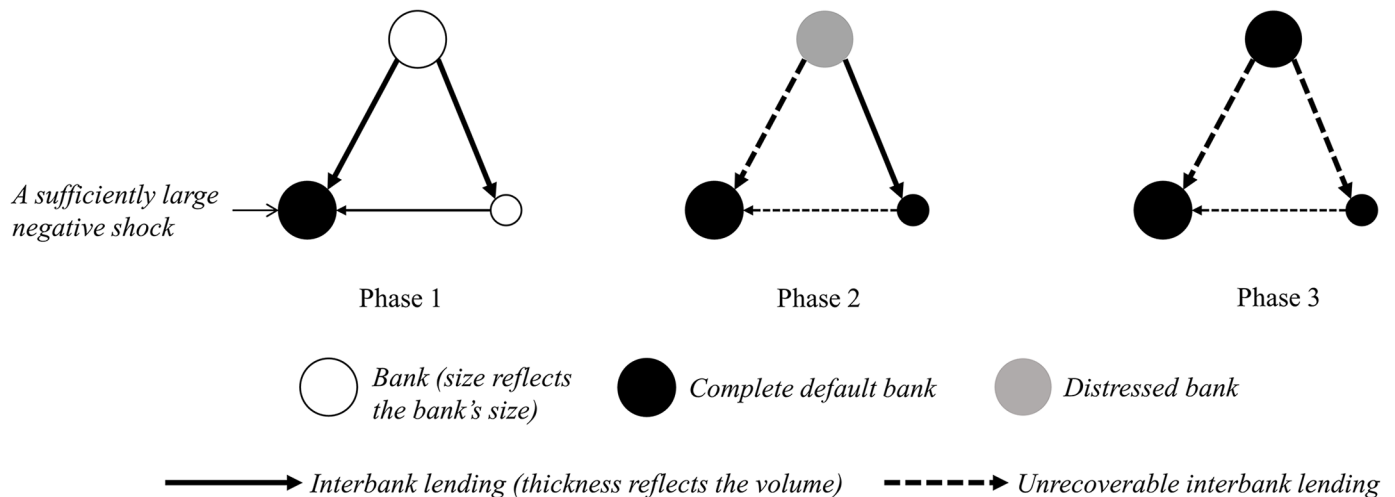 A sufficiently large
negative shock
Phase 1
Phase 2
Phase 3
Bank (size reflects
the bank's size)
Complete default bank
Distressed bank
Interbank lending (thickness reflects the volume)
Unrecoverable interbank lending